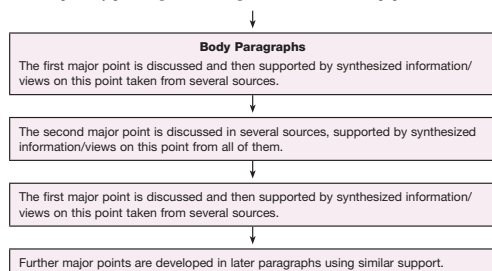 Body Paragraphs
The first major point is discussed and then supported by synthesized information/
views on this point taken from several sources.
The second major point is discussed in several sources, supported by synthesized
information/views on this point from all of them.
The first major point is discussed and then supported by synthesized information/
views on this point taken from several sources.
Further major points are developed in later paragraphs using similar support.